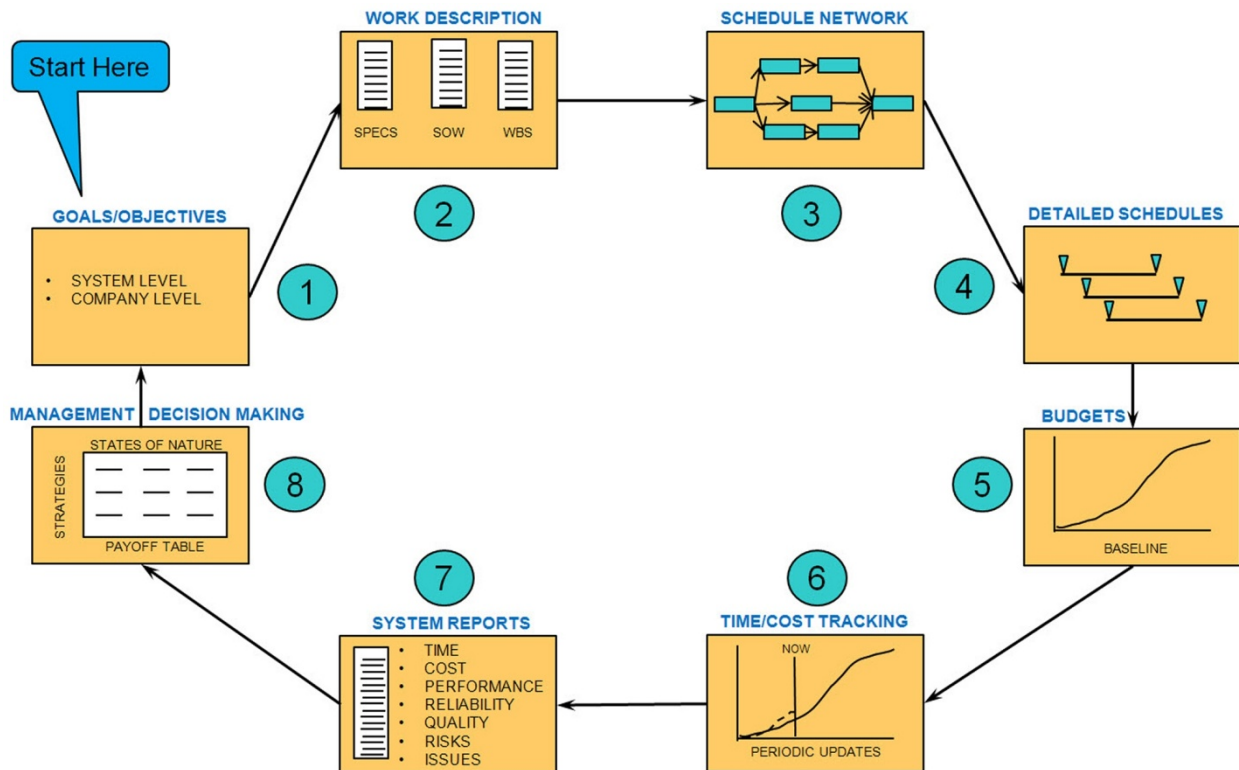 Start Here
GOALS/OBJECTIVES
• SYSTEM LEVEL
• COMPANY LEVEL
1
WORK DESCRIPTION
SPECS SOW WBS
2
SCHEDULE NETWORK
3
DETAILED SCHEDULES
4
BUDGETS
BASELINE
5
TIME/COST TRACKING
NOW
PERIODIC UPDATES
6
SYSTEM REPORTS
• TIME
• COST
• PERFORMANCE
• RELIABILITY
• QUALITY
• RISKS
• ISSUES
7
MANAGEMENT DECISION MAKING
STATES OF NATURE
STRATEGIES
PAYOFF TABLE
8